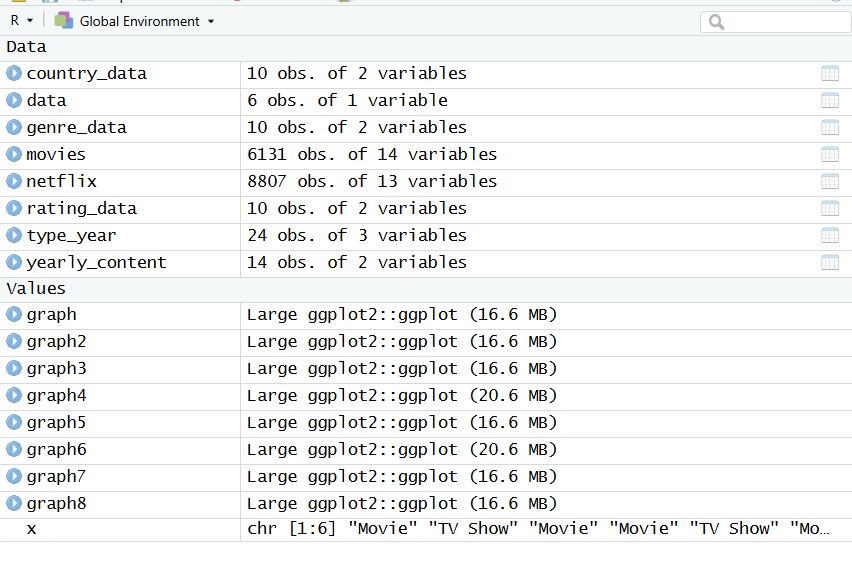 R Global Environment
Data
country_data 10 obs. of 2 variables
data 6 obs. of 1 variable
genre_data 10 obs. of 2 variables
movies 6131 obs. of 14 variables
netflix 8807 obs. of 13 variables
rating_data 10 obs. of 2 variables
type_year 24 obs. of 3 variables
yearly_content 14 obs. of 2 variables
Values
graph Large ggplot2::ggplot (16.6 MB)
graph2 Large ggplot2::ggplot (16.6 MB)
graph3 Large ggplot2::ggplot (16.6 MB)
graph4 Large ggplot2::ggplot (20.6 MB)
graph5 Large ggplot2::ggplot (16.6 MB)
graph6 Large ggplot2::ggplot (20.6 MB)
graph7 Large ggplot2::ggplot (16.6 MB)
graph8 Large ggplot2::ggplot (16.6 MB)
x chr [1:6] "Movie" "TV Show" "Movie" "Movie" "TV Show" "Mo…